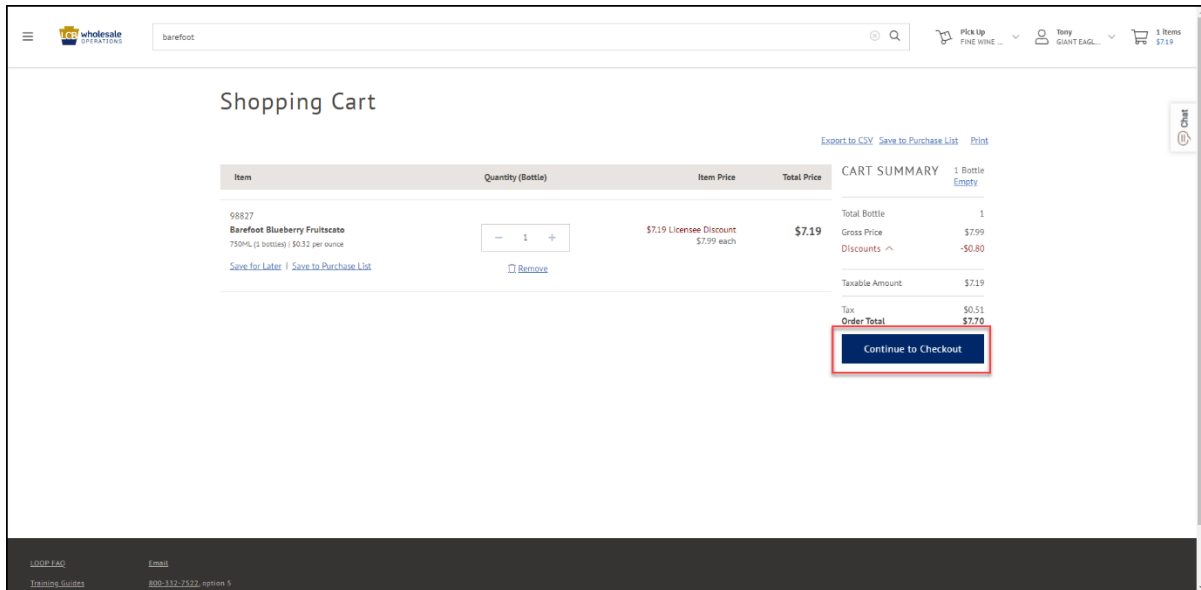 LCB wholesale
OPERATIONS
barefoot
Pick Up
FINE WINE ...
Tony
GIANT EAGL...
1 Items
$7.19
Chat
Shopping Cart
Export to CSV Save to Purchase List Print
Item Quantity (Bottle) Item Price Total Price
98827
Barefoot Blueberry Fruitscato
750ML (1 bottles) | $0.32 per ounce
Save for Later | Save to Purchase List
− 1 +
Remove
$7.19 Licensee Discount
$7.99 each
$7.19
CART SUMMARY 1 Bottle
Empty
Total Bottle 1
Gross Price $7.99
Discounts -$0.80
Taxable Amount $7.19
Tax $0.51
Order Total $7.70
Continue to Checkout
LOOP FAQ
Training Guides
Email
800-332-7522, option 5